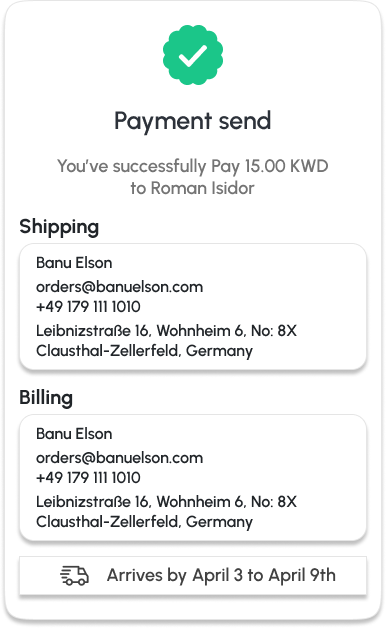 Payment send
You’ve successfully Pay 15.00 KWD
to Roman Isidor
Shipping
Banu Elson
orders@banuelson.com
+49 179 111 1010
Leibnizstraße 16, Wohnheim 6, No: 8X
Clausthal-Zellerfeld, Germany
Billing
Banu Elson
orders@banuelson.com
+49 179 111 1010
Leibnizstraße 16, Wohnheim 6, No: 8X
Clausthal-Zellerfeld, Germany
Arrives by April 3 to April 9th